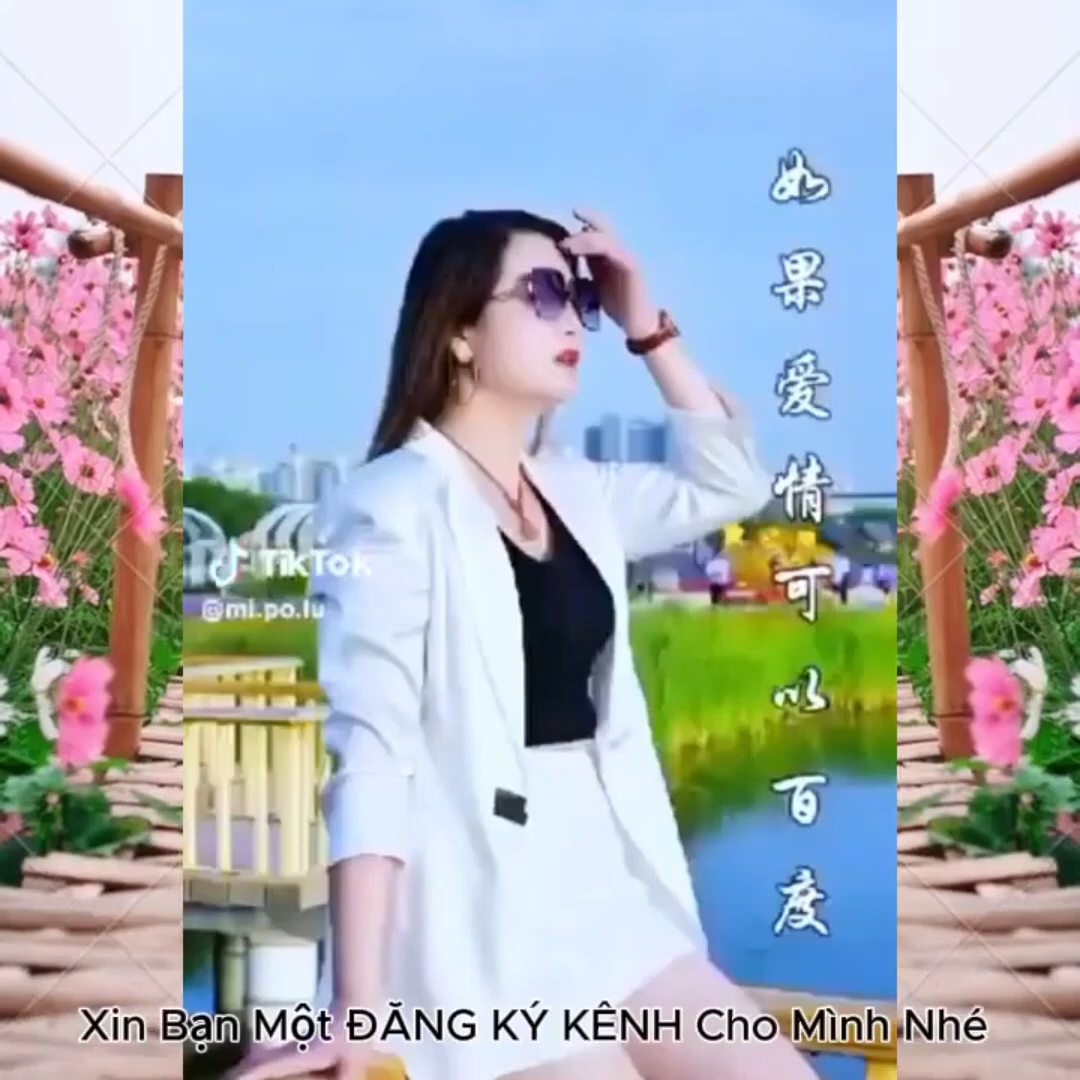 如果爱情可以百度
TikTok
@mi.po.lu
Xin Bạn Một ĐĂNG KÝ KÊNH Cho Mình Nhé